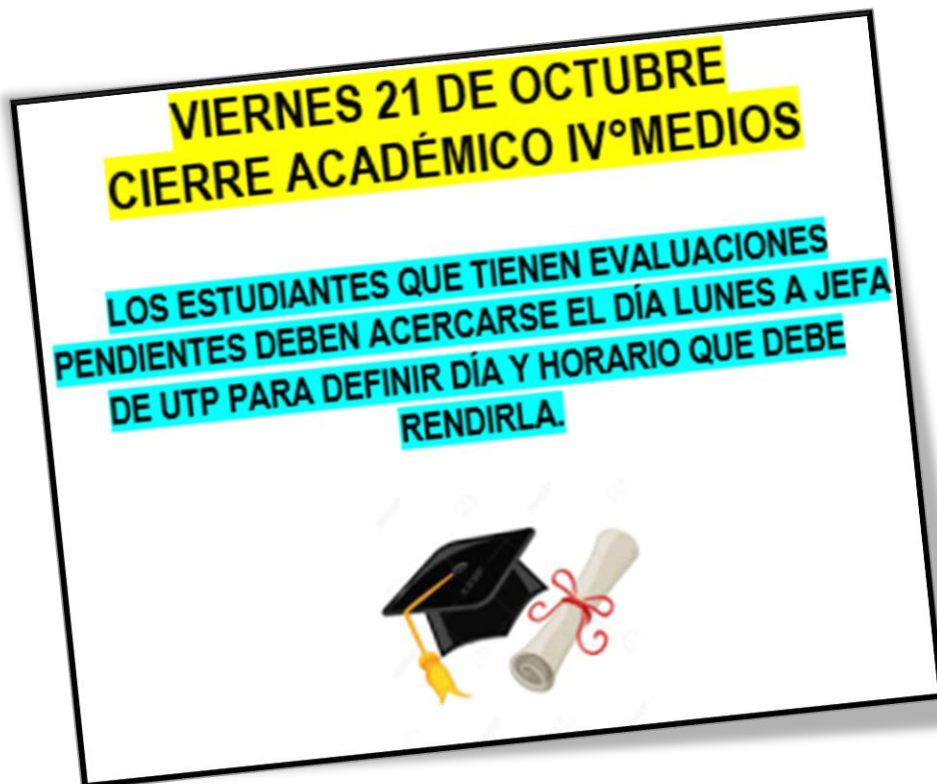 VIERNES 21 DE OCTUBRE
CIERRE ACADÉMICO IV°MEDIOS
LOS ESTUDIANTES QUE TIENEN EVALUACIONES
PENDIENTES DEBEN ACERCARSE EL DÍA LUNES A JEFA
DE UTP PARA DEFINIR DÍA Y HORARIO QUE DEBE
RENDIRLA.